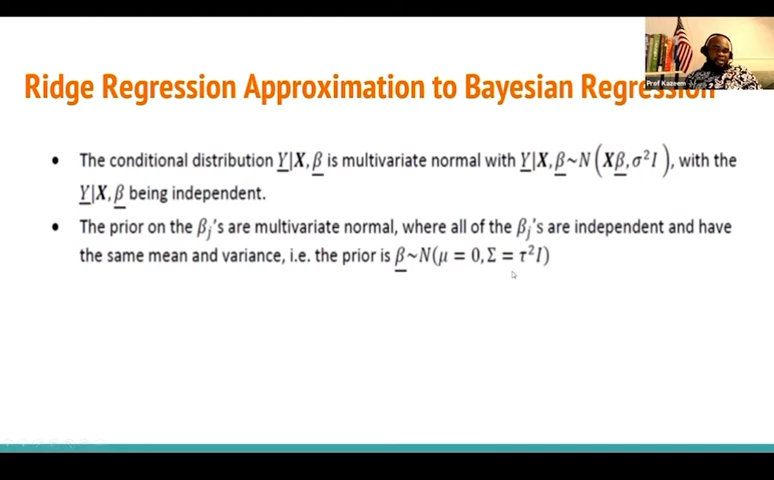 Prof Kazeem
Ridge Regression Approximation to Bayesian Regression
• The conditional distribution Y|X, β is multivariate normal with Y|X, β~N(Xβ, σ²I), with the
Y|X, β being independent.
• The prior on the βⱼ's are multivariate normal, where all of the βⱼ's are independent and have
the same mean and variance, i.e. the prior is β~N(μ = 0, Σ = τ²I)